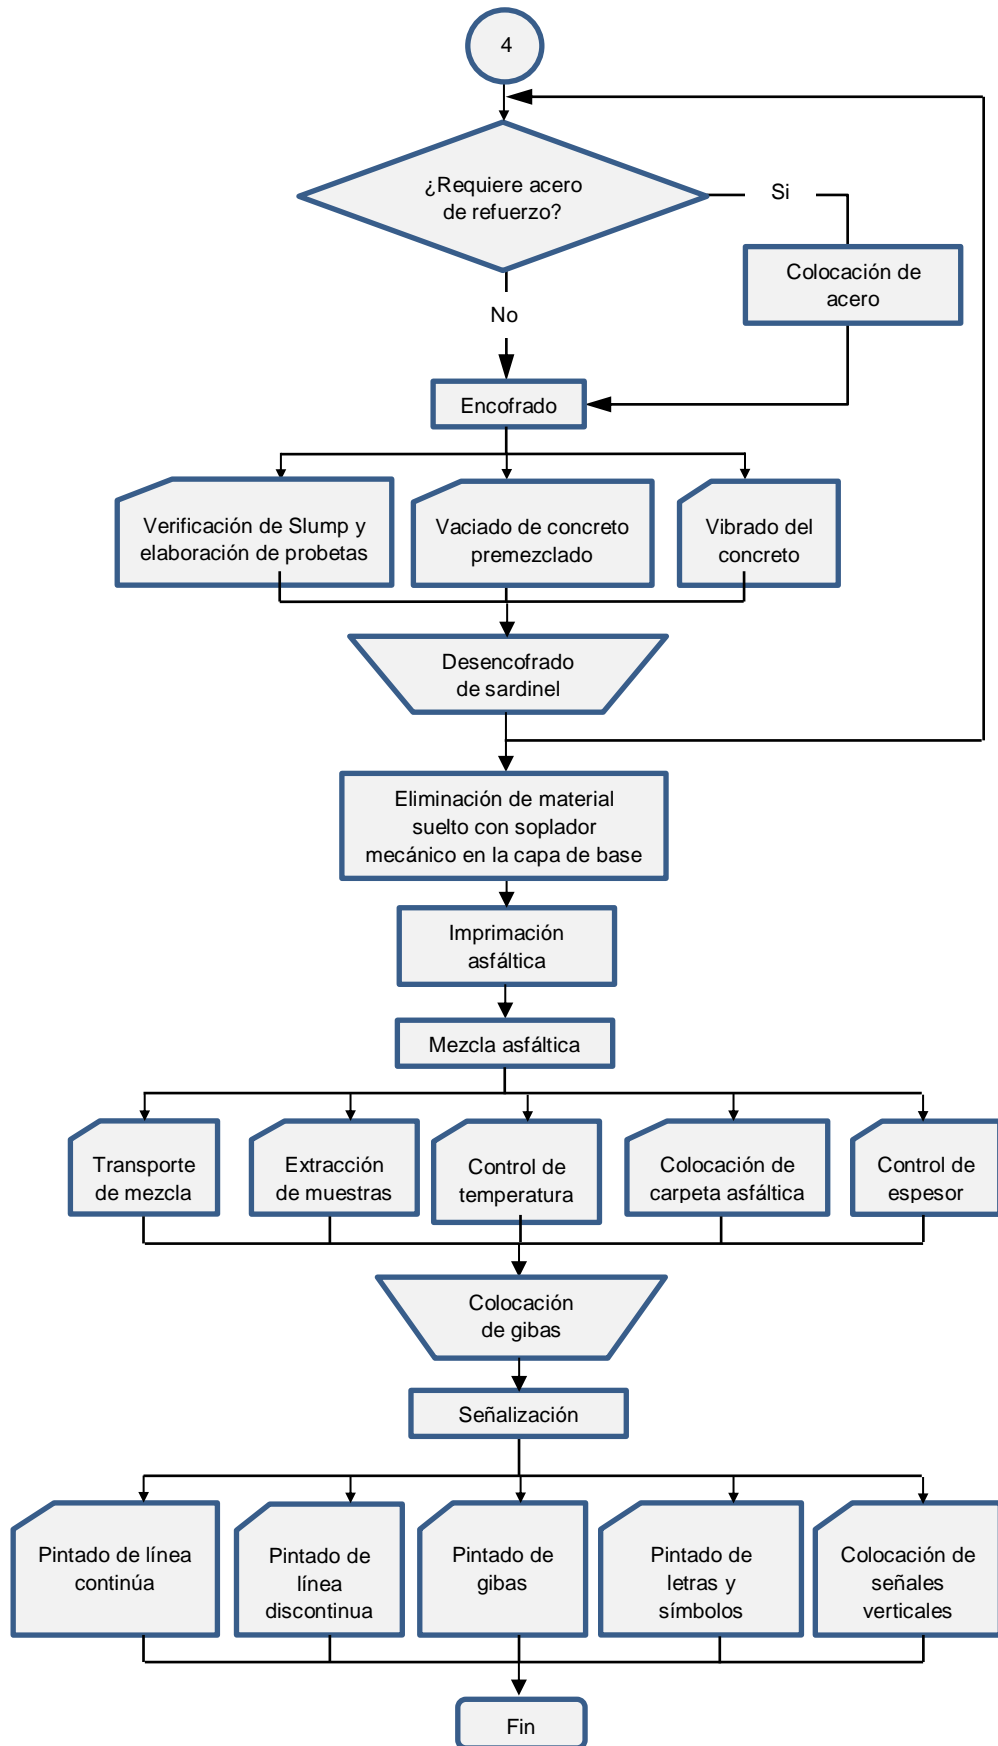 4
¿Requiere acero
de refuerzo?
Si
Colocación de
acero
No
Encofrado
Verificación de Slump y
elaboración de probetas
Vaciado de concreto
premezclado
Vibrado del
concreto
Desencofrado
de sardinel
Eliminación de material
suelto con soplador
mecánico en la capa de base
Imprimación
asfáltica
Mezcla asfáltica
Transporte
de mezcla
Extracción
de muestras
Control de
temperatura
Colocación de
carpeta asfáltica
Control de
espesor
Colocación
de gibas
Señalización
Pintado de línea
continúa
Pintado de
línea
discontinua
Pintado de
gibas
Pintado de
letras y
símbolos
Colocación de
señales
verticales
Fin